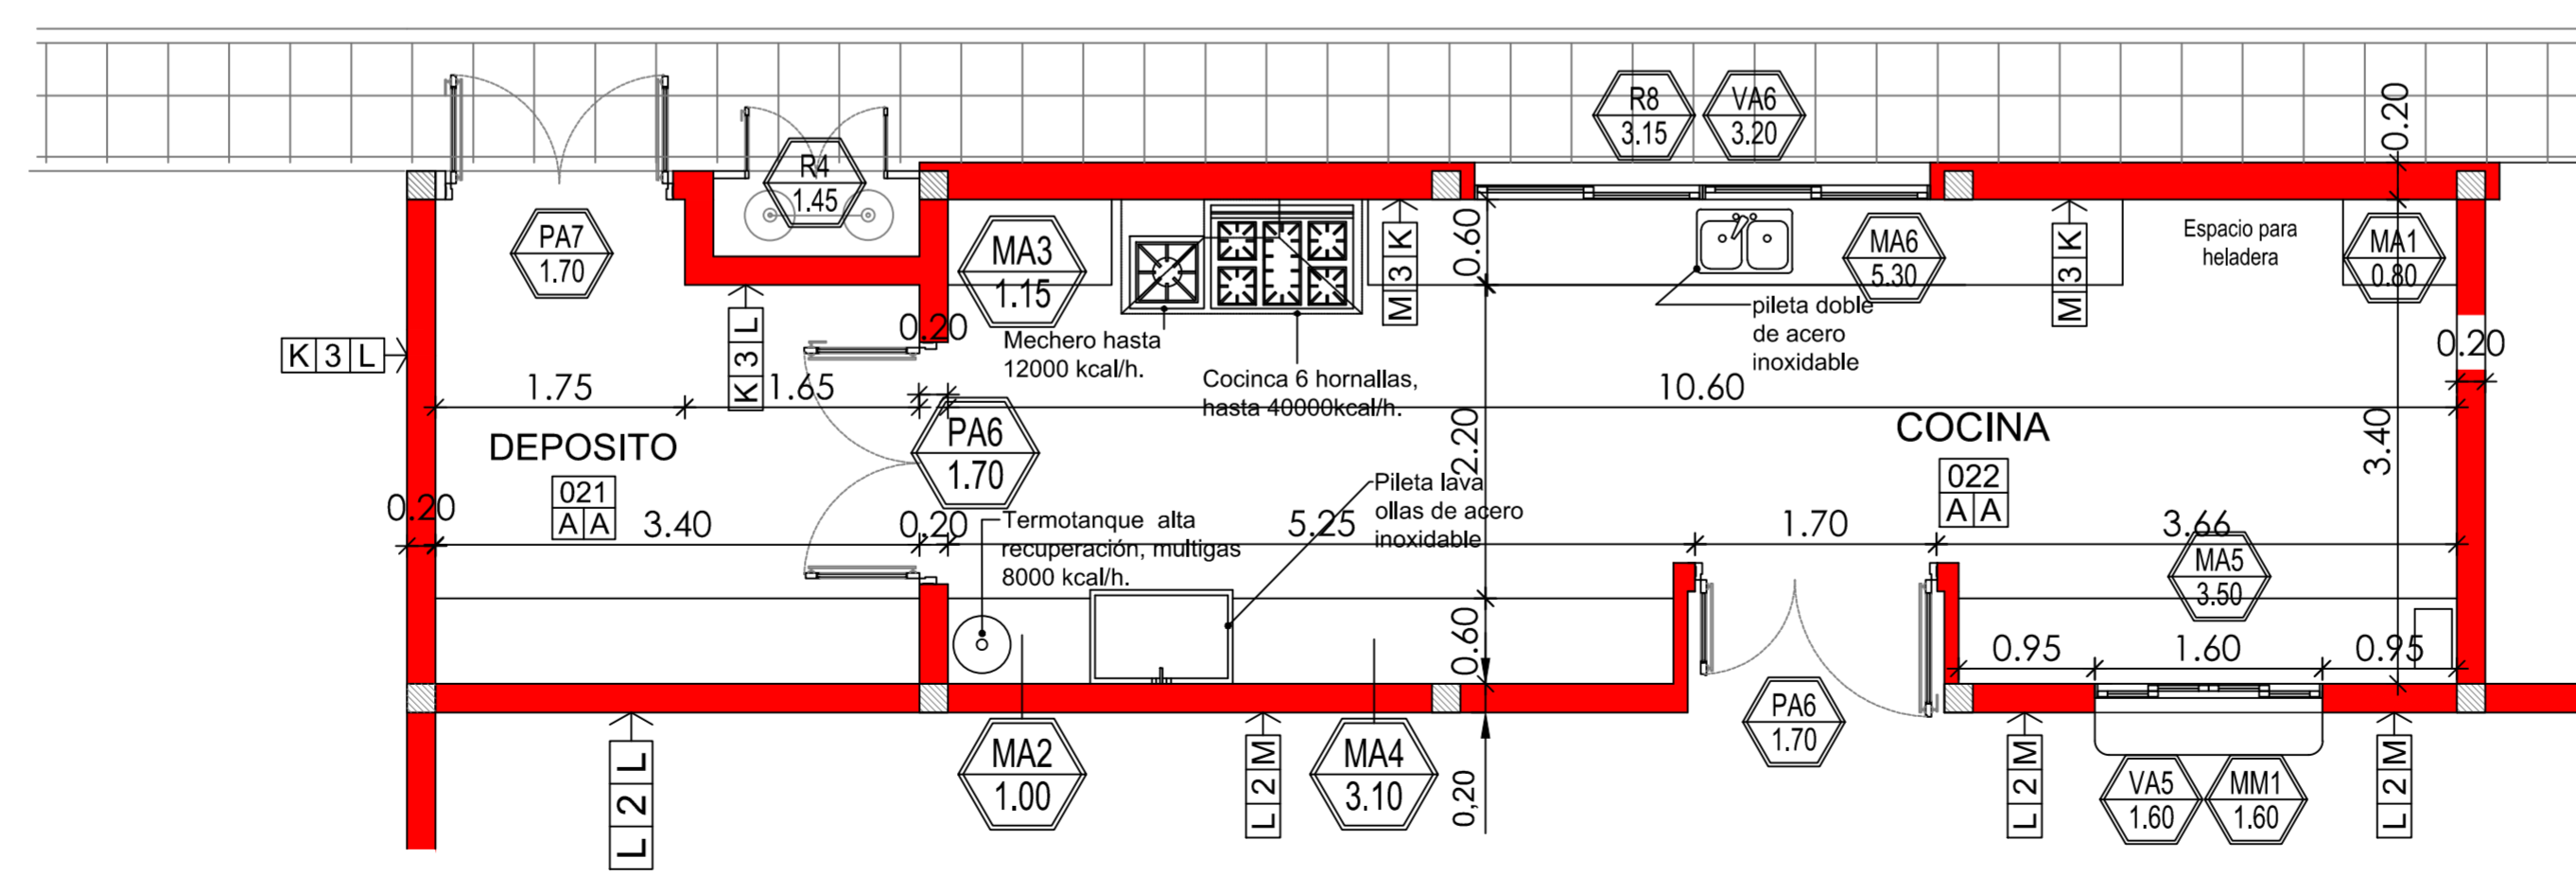 R8
3.15
VA6
3.20
0.20
R4
1.45
PA7
1.70
MA3
1.15
0.60
M 3 K
MA6
5.30
M 3 K
Espacio para
heladera
MA1
0.80
K 3 L
K 3 L
0.20
Mechero hasta
12000 kcal/h.
Cocinca 6 hornallas,
hasta 40000kcal/h.
pileta doble
de acero
inoxidable
0.20
1.75
1.65
10.60
DEPOSITO
021
A A
PA6
1.70
2.20
COCINA
022
A A
3.40
0.20
3.40
0.20
Termotanque alta
recuperación, multigas
8000 kcal/h.
5.25
Pileta lava
ollas de acero
inoxidable
1.70
3.66
MA5
3.50
0.60
0.95
1.60
0.95
L 2 L
MA2
1.00
L 2 M
MA4
3.10
0,20
PA6
1.70
L 2 M
VA5
1.60
MM1
1.60
L 2 M